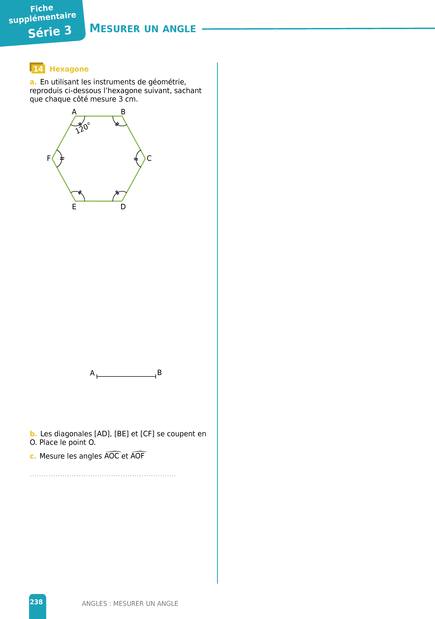 Fiche
supplémentaire
Série 3
MESURER UN ANGLE
14 Hexagone
a. En utilisant les instruments de géométrie,
reproduis ci-dessous l'hexagone suivant, sachant
que chaque côté mesure 3 cm.
A B
120°
F C
E D
A B
b. Les diagonales [AD], [BE] et [CF] se coupent en
O. Place le point O.
c. Mesure les angles AOC et AOF
238 ANGLES : MESURER UN ANGLE